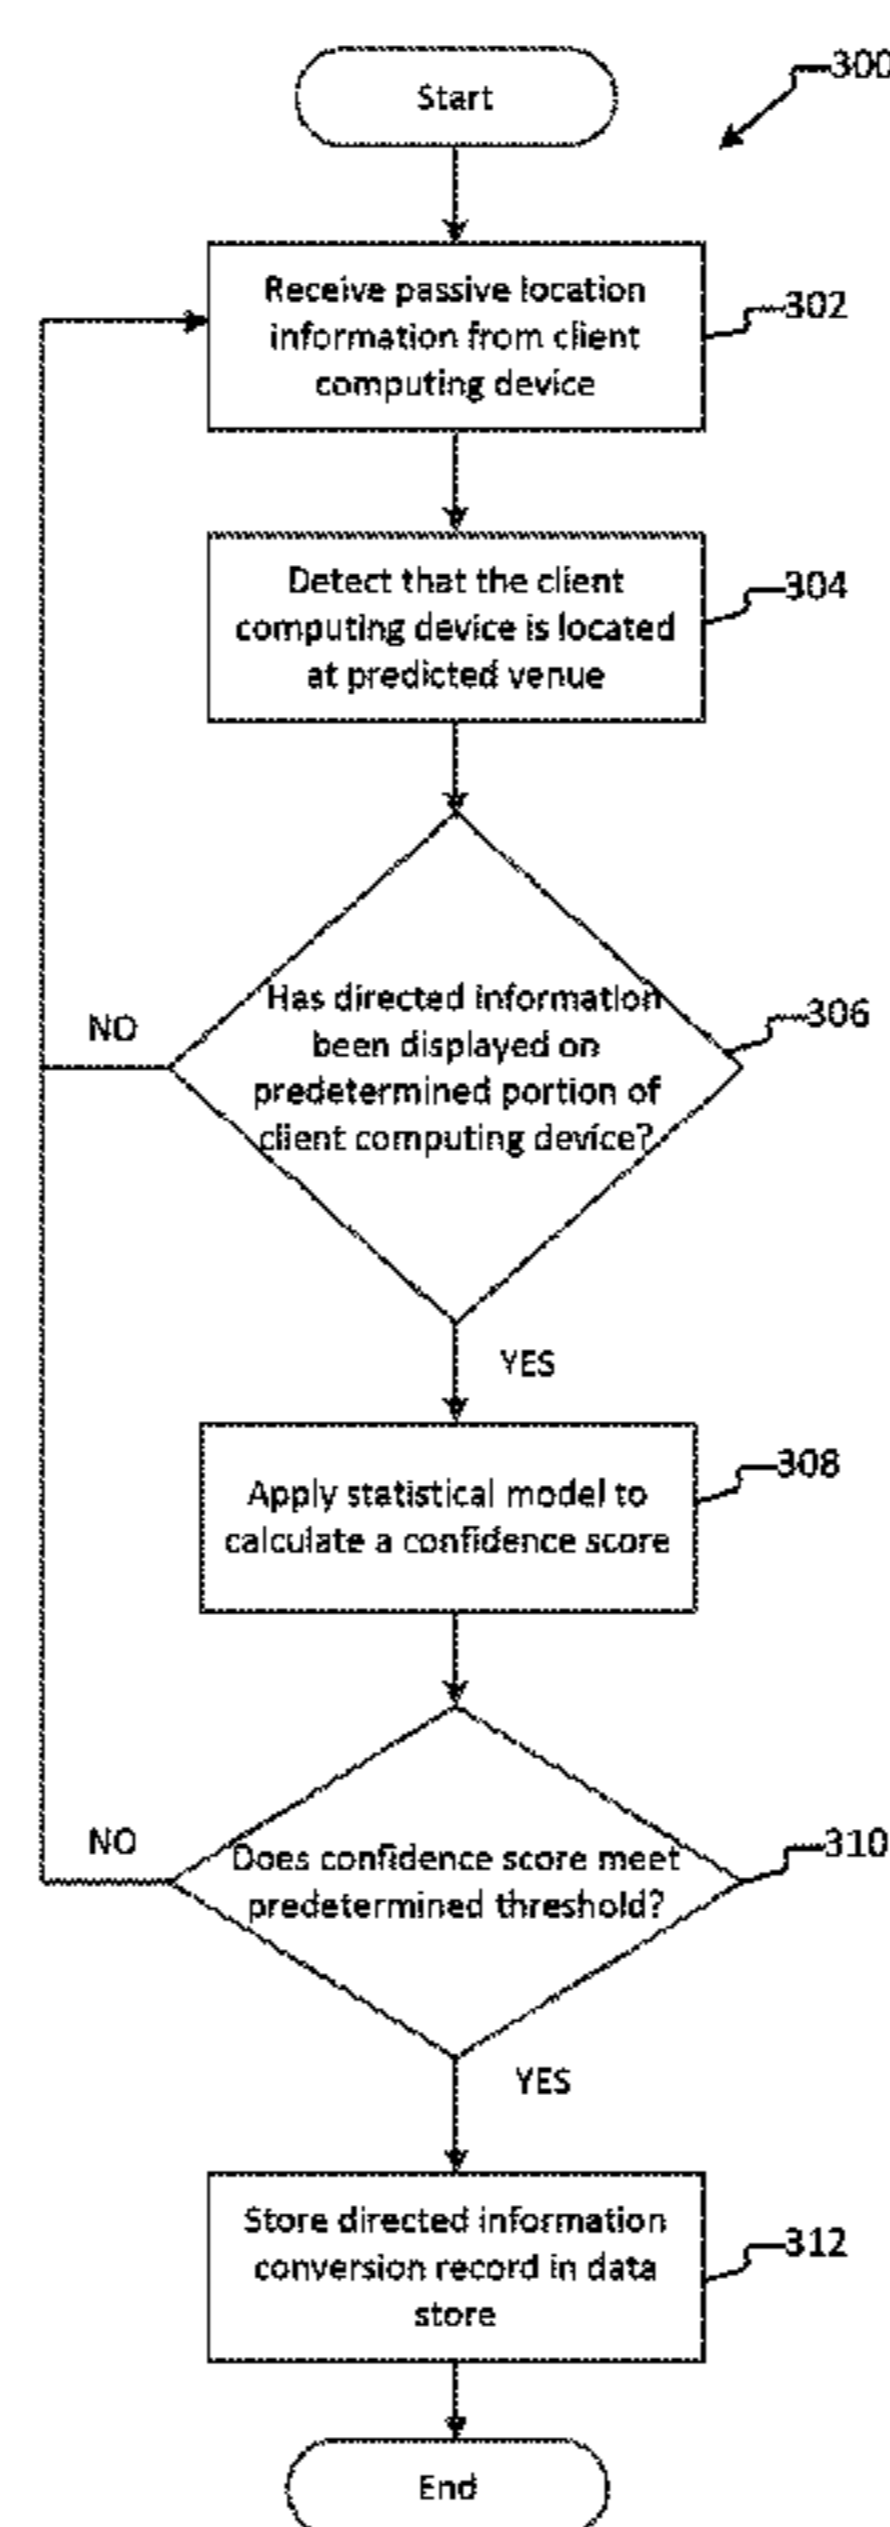 Start
300
Receive passive location
information from client
computing device
302
Detect that the client
computing device is located
at predicted venue
304
Has directed information
been displayed on
predetermined portion of
client computing device?
306
NO
YES
Apply statistical model to
calculate a confidence score
308
Does confidence score meet
predetermined threshold?
310
NO
YES
Store directed information
conversion record in data
store
312
End